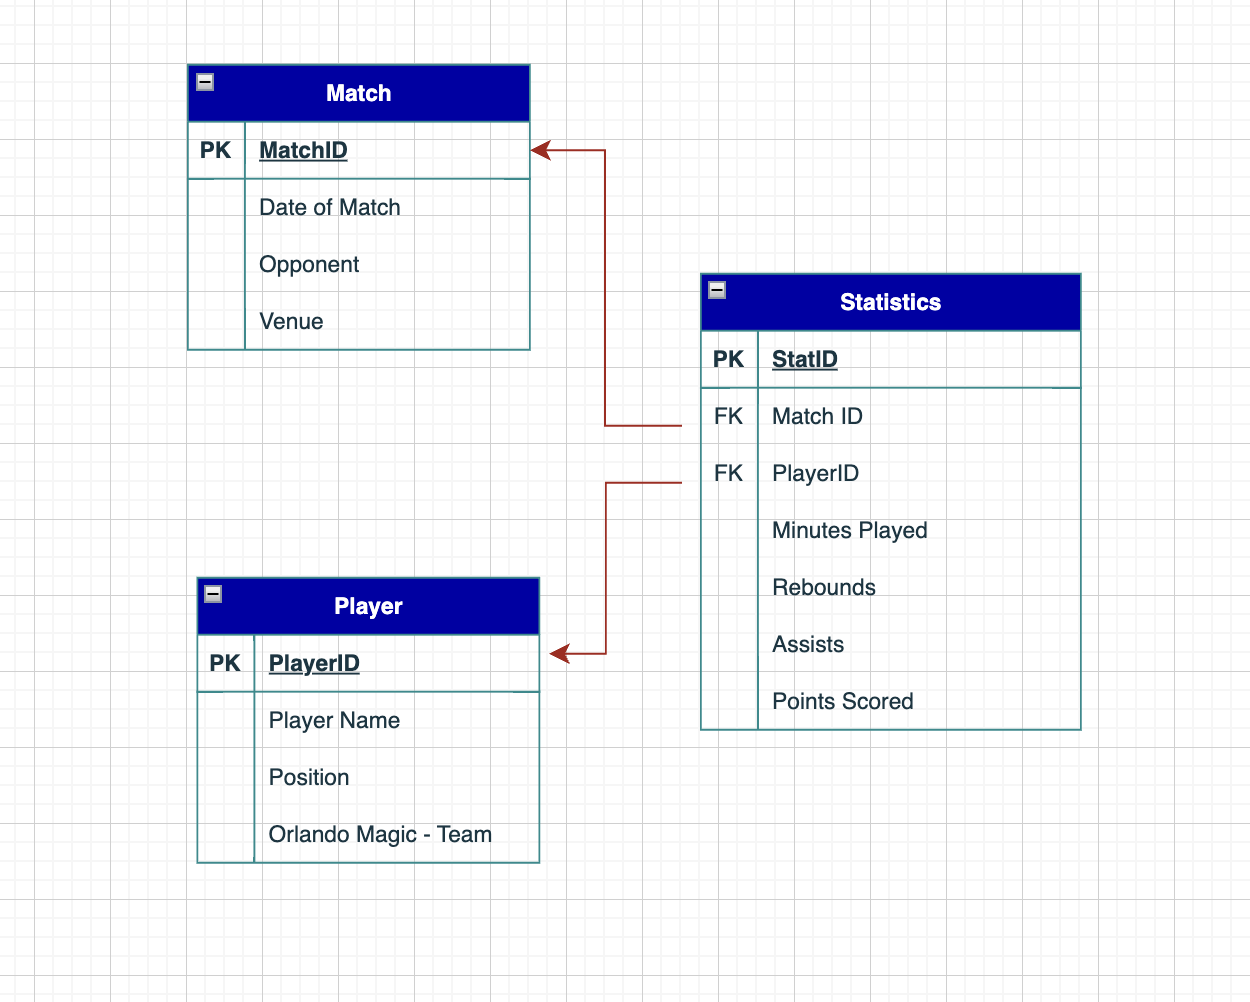 Match
PK MatchID
Date of Match
Opponent
Venue
Statistics
PK StatID
FK Match ID
FK PlayerID
Minutes Played
Rebounds
Assists
Points Scored
Player
PK PlayerID
Player Name
Position
Orlando Magic - Team